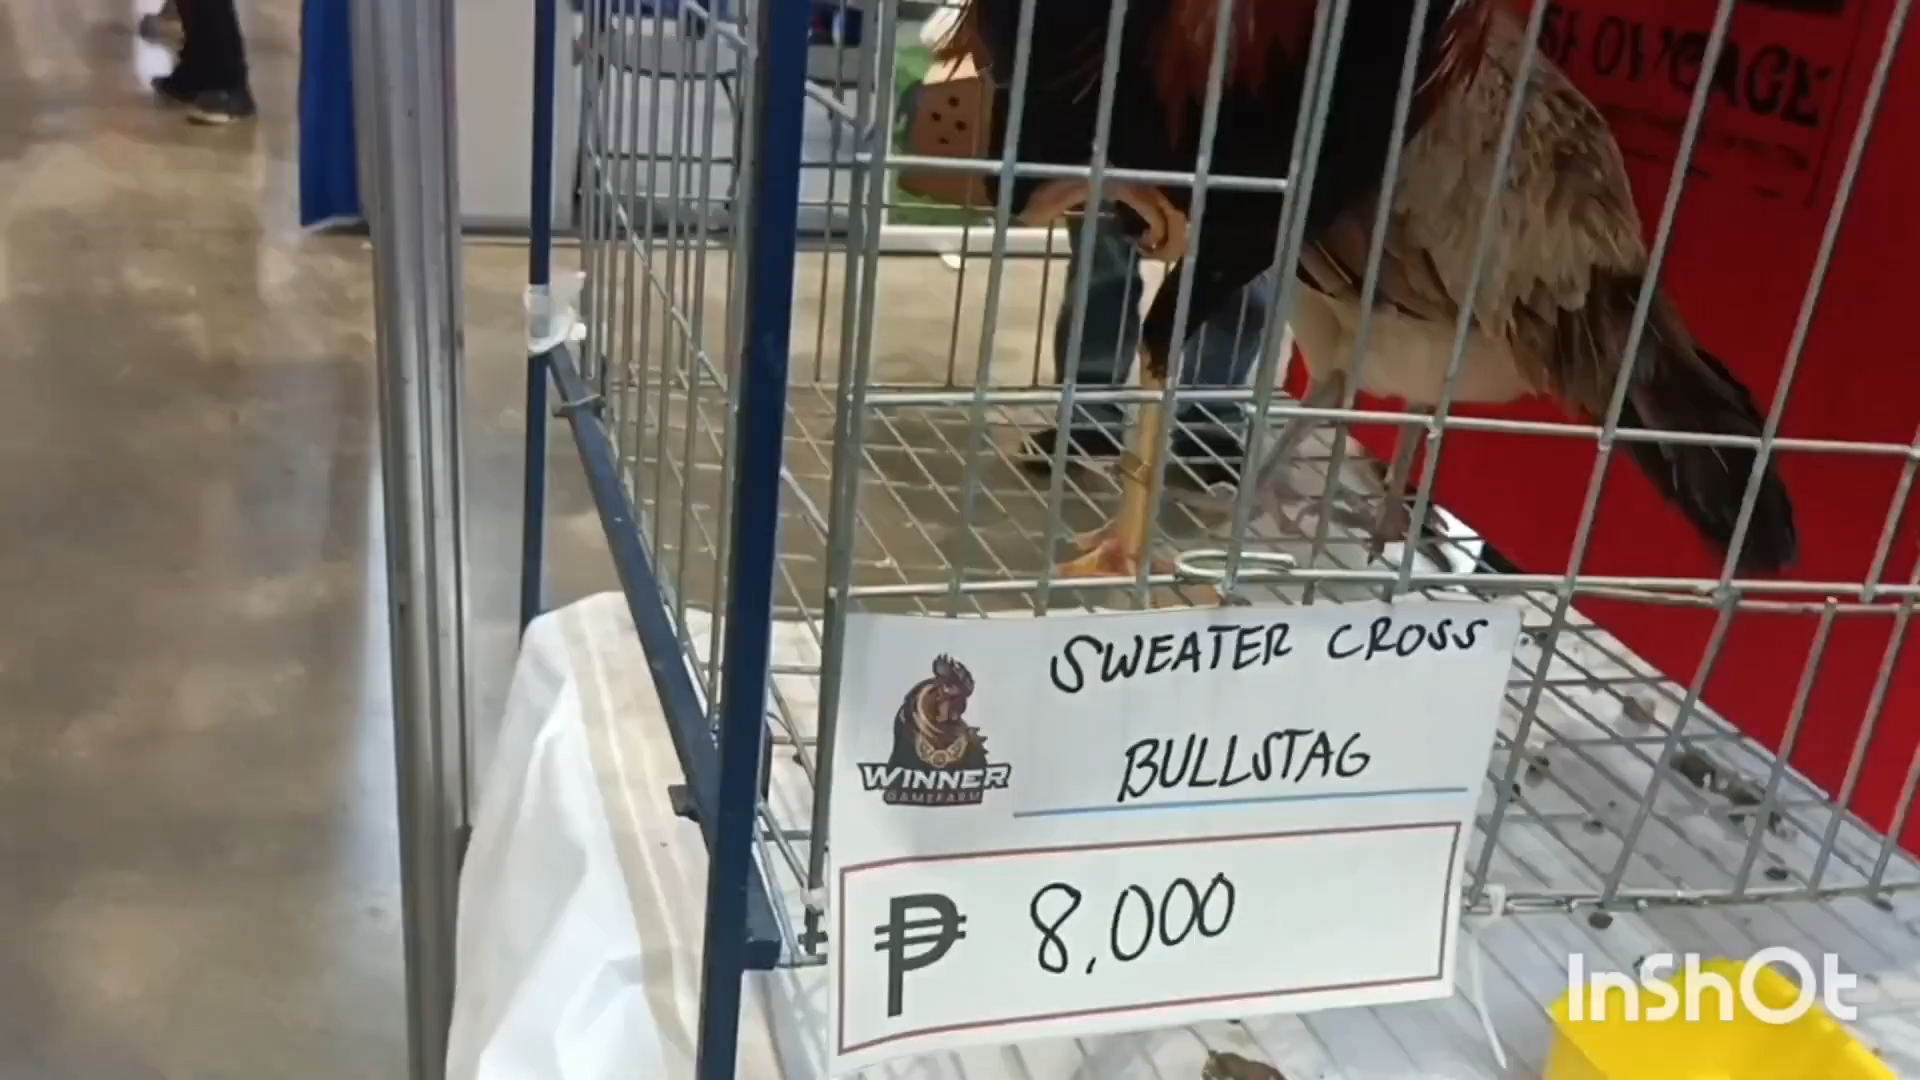 SWEATER CROSS
BULLSTAG
WINNER
GAMEFARM
₱ 8,000
InShOt